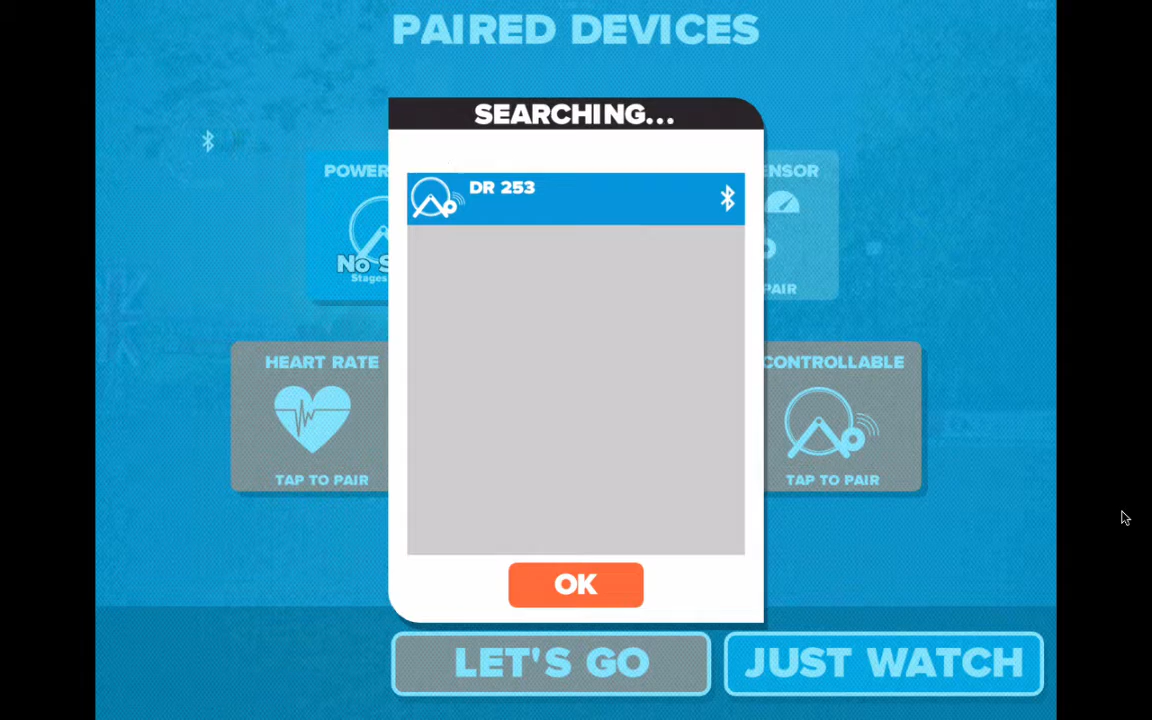 PAIRED DEVICES
SEARCHING...
DR 253
POWER
No S
Stages
ENSOR
PAIR
HEART RATE
TAP TO PAIR
CONTROLLABLE
TAP TO PAIR
OK
LET'S GO
JUST WATCH